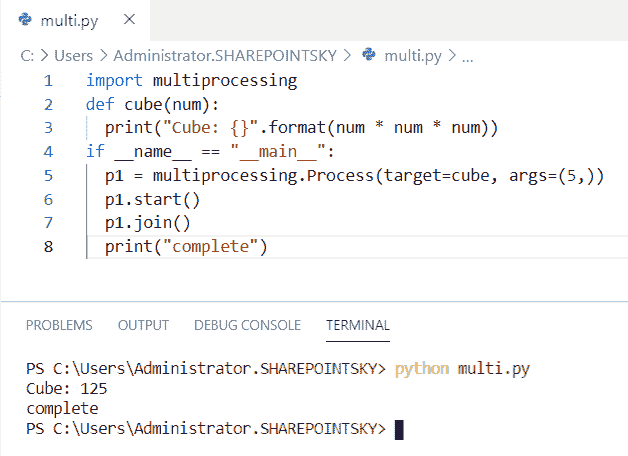 multi.py ×
C: > Users > Administrator.SHAREPOINTSKY > multi.py > ...
1 import multiprocessing
2 def cube(num):
3   print("Cube: {}".format(num * num * num))
4 if __name__ == "__main__":
5   p1 = multiprocessing.Process(target=cube, args=(5,))
6   p1.start()
7   p1.join()
8   print("complete")
PROBLEMS OUTPUT DEBUG CONSOLE TERMINAL
PS C:\Users\Administrator.SHAREPOINTSKY> python multi.py
Cube: 125
complete
PS C:\Users\Administrator.SHAREPOINTSKY>